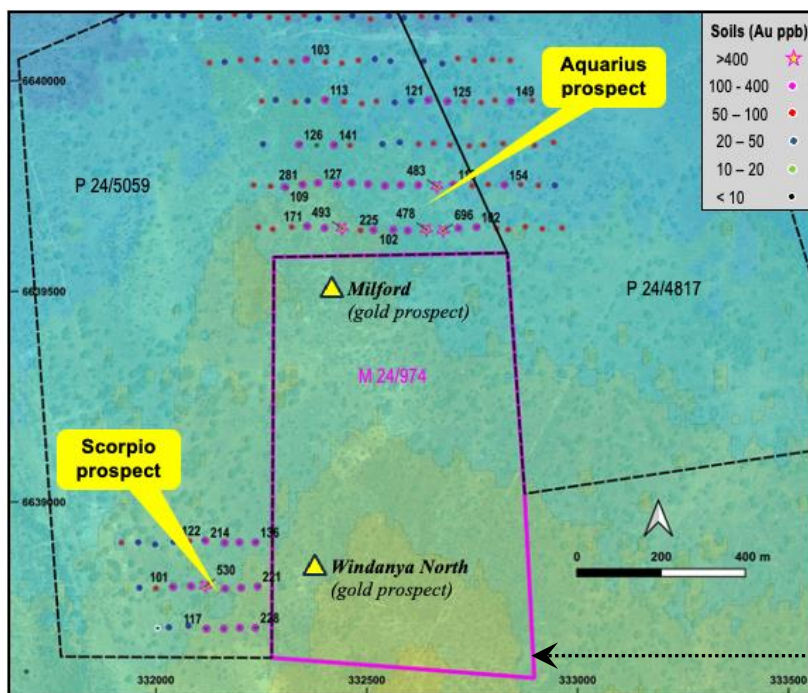 Soils (Au ppb)
>400
100 - 400
50 – 100
20 – 50
10 – 20
< 10
103
6640000
Aquarius
prospect
113
121
125
149
126
141
P 24/5059
281
127
483
154
109
171
493
225
478
696
102
6639500
Milford
(gold prospect)
P 24/4817
M 24/974
Scorpio
prospect
6639000
122
214
136
0
200
400 m
101
530
221
Windanya North
(gold prospect)
117
228
332000
332500
333000
333500